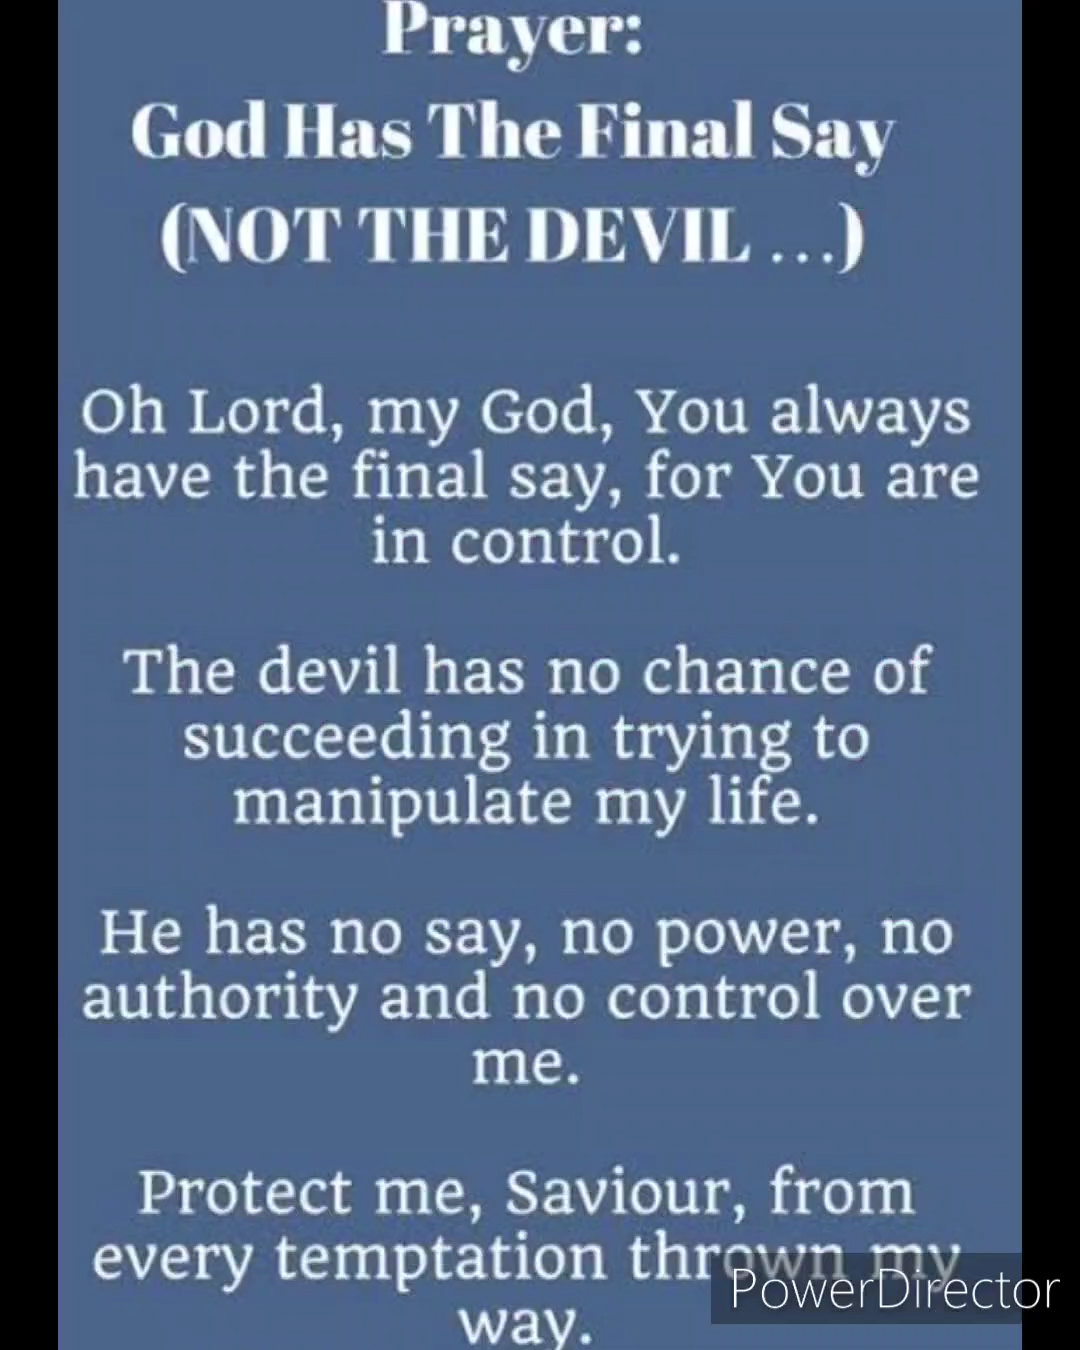 Prayer:
God Has The Final Say
(NOT THE DEVIL ...)
Oh Lord, my God, You always
have the final say, for You are
in control.
The devil has no chance of
succeeding in trying to
manipulate my life.
He has no say, no power, no
authority and no control over
me.
Protect me, Saviour, from
every temptation thrown my
way.
PowerDirector